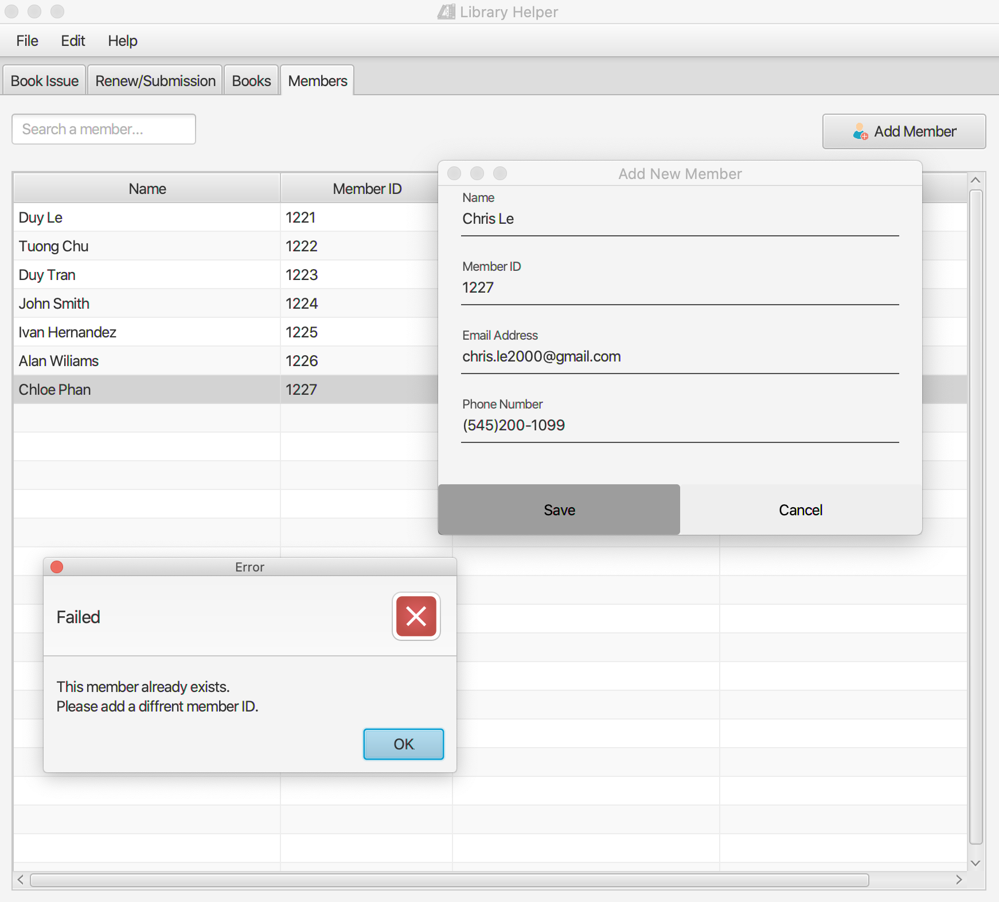 Library Helper
File Edit Help
Book Issue Renew/Submission Books Members
Search a member...
Add Member
Name Member ID
Duy Le 1221
Tuong Chu 1222
Duy Tran 1223
John Smith 1224
Ivan Hernandez 1225
Alan Wiliams 1226
Chloe Phan 1227
Add New Member
Name
Chris Le
Member ID
1227
Email Address
chris.le2000@gmail.com
Phone Number
(545)200-1099
Save Cancel
Error
Failed
This member already exists.
Please add a diffrent member ID.
OK